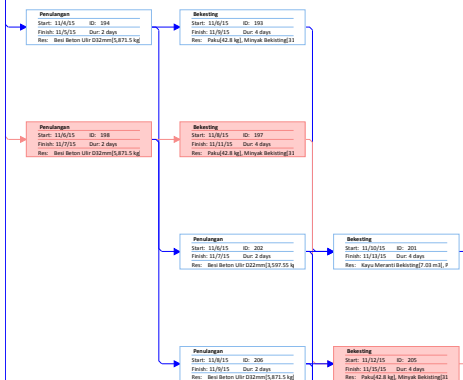 Penulangan
Start: 11/4/15 ID: 194
Finish: 11/5/15 Dur: 2 days
Res: Besi Beton Ulir D32mm[5,871.5 kg
Bekesting
Start: 11/6/15 ID: 193
Finish: 11/9/15 Dur: 4 days
Res: Paku[42.8 kg], Minyak Bekesting[31
Penulangan
Start: 11/6/15 ID: 198
Finish: 11/7/15 Dur: 2 days
Res: Besi Beton Ulir D32mm[5,871.5 kg
Bekesting
Start: 11/8/15 ID: 197
Finish: 11/11/15 Dur: 4 days
Res: Paku[42.8 kg], Minyak Bekesting[31
Penulangan
Start: 11/6/15 ID: 202
Finish: 11/7/15 Dur: 2 days
Res: Besi Beton Ulir D22mm[3,597.55 kg
Bekesting
Start: 11/10/15 ID: 201
Finish: 11/13/15 Dur: 4 days
Res: Kayu Meranti Bekisting[7.03 m3], P
Penulangan
Start: 11/8/15 ID: 206
Finish: 11/9/15 Dur: 2 days
Res: Besi Beton Ulir D32mm[5,871.5 kg
Bekesting
Start: 11/12/15 ID: 205
Finish: 11/15/15 Dur: 4 days
Res: Paku[42.8 kg], Minyak Bekesting[31